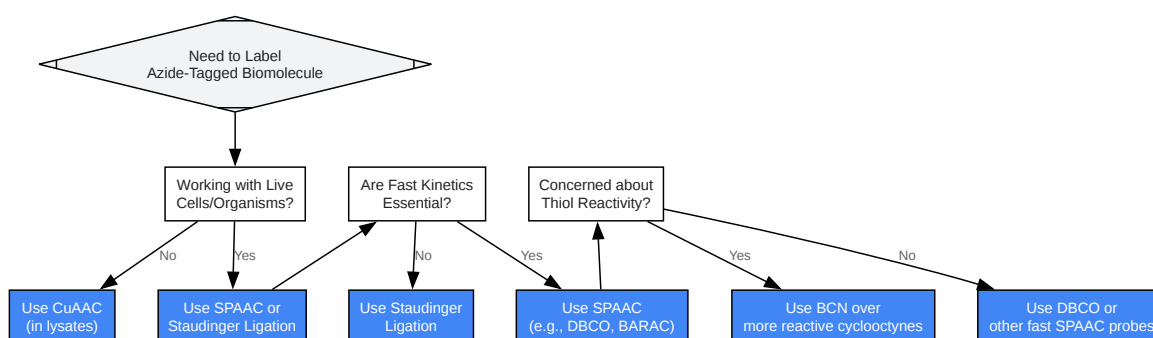 Need to Label
Azide-Tagged Biomolecule
Working with Live
Cells/Organisms?
Are Fast Kinetics
Essential?
Concerned about
Thiol Reactivity?
No
Yes
No
Yes
Yes
No
Use CuAAC
(in lysates)
Use SPAAC or
Staudinger Ligation
Use Staudinger
Ligation
Use SPAAC
(e.g., DBCO, BARAC)
Use BCN over
more reactive cyclooctynes
Use DBCO or
other fast SPAAC probes